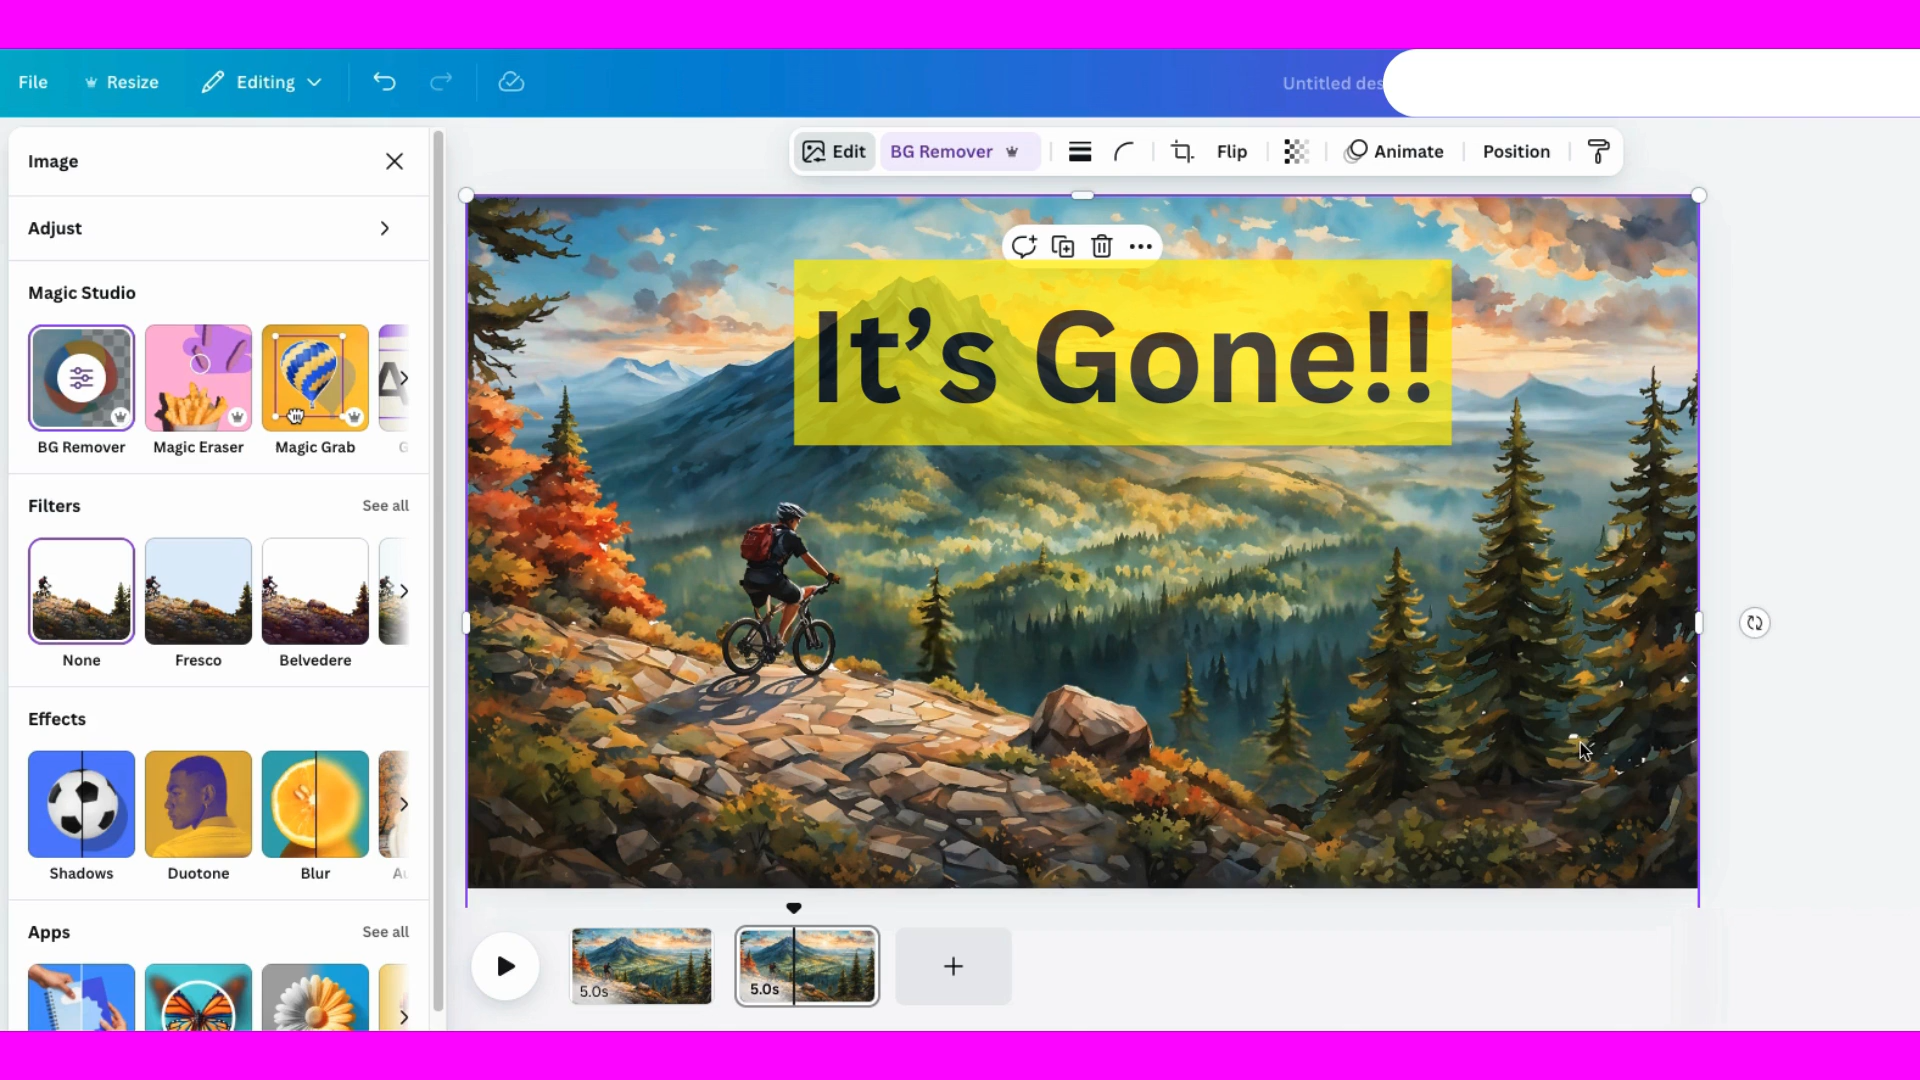 File Resize Editing Untitled des
Edit BG Remover Flip Animate Position
Image
Adjust
Magic Studio
BG Remover Magic Eraser Magic Grab G
Filters See all
None Fresco Belvedere
Effects
Shadows Duotone Blur Au
Apps See all
It’s Gone!!
5.0s 5.0s